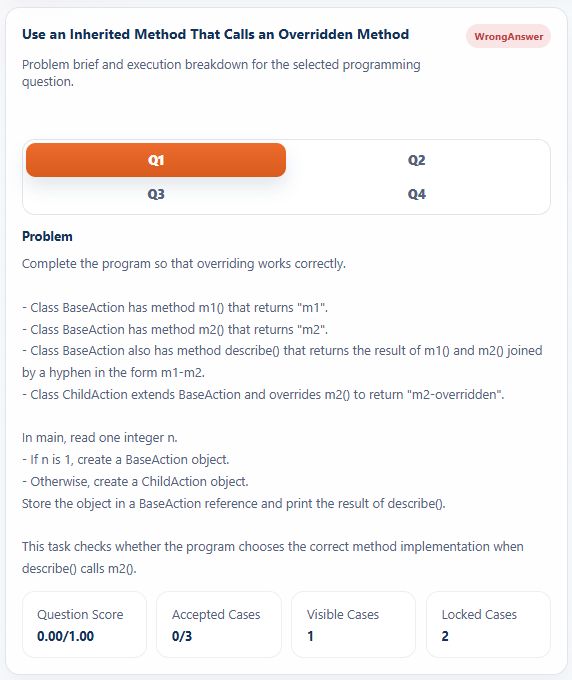 Use an Inherited Method That Calls an Overridden Method
WrongAnswer
Problem brief and execution breakdown for the selected programming
question.
Q1
Q2
Q3
Q4
Problem
Complete the program so that overriding works correctly.
- Class BaseAction has method m1() that returns "m1".
- Class BaseAction has method m2() that returns "m2".
- Class BaseAction also has method describe() that returns the result of m1() and m2() joined
by a hyphen in the form m1-m2.
- Class ChildAction extends BaseAction and overrides m2() to return "m2-overridden".
In main, read one integer n.
- If n is 1, create a BaseAction object.
- Otherwise, create a ChildAction object.
Store the object in a BaseAction reference and print the result of describe().
This task checks whether the program chooses the correct method implementation when
describe() calls m2().
Question Score
0.00/1.00
Accepted Cases
0/3
Visible Cases
1
Locked Cases
2